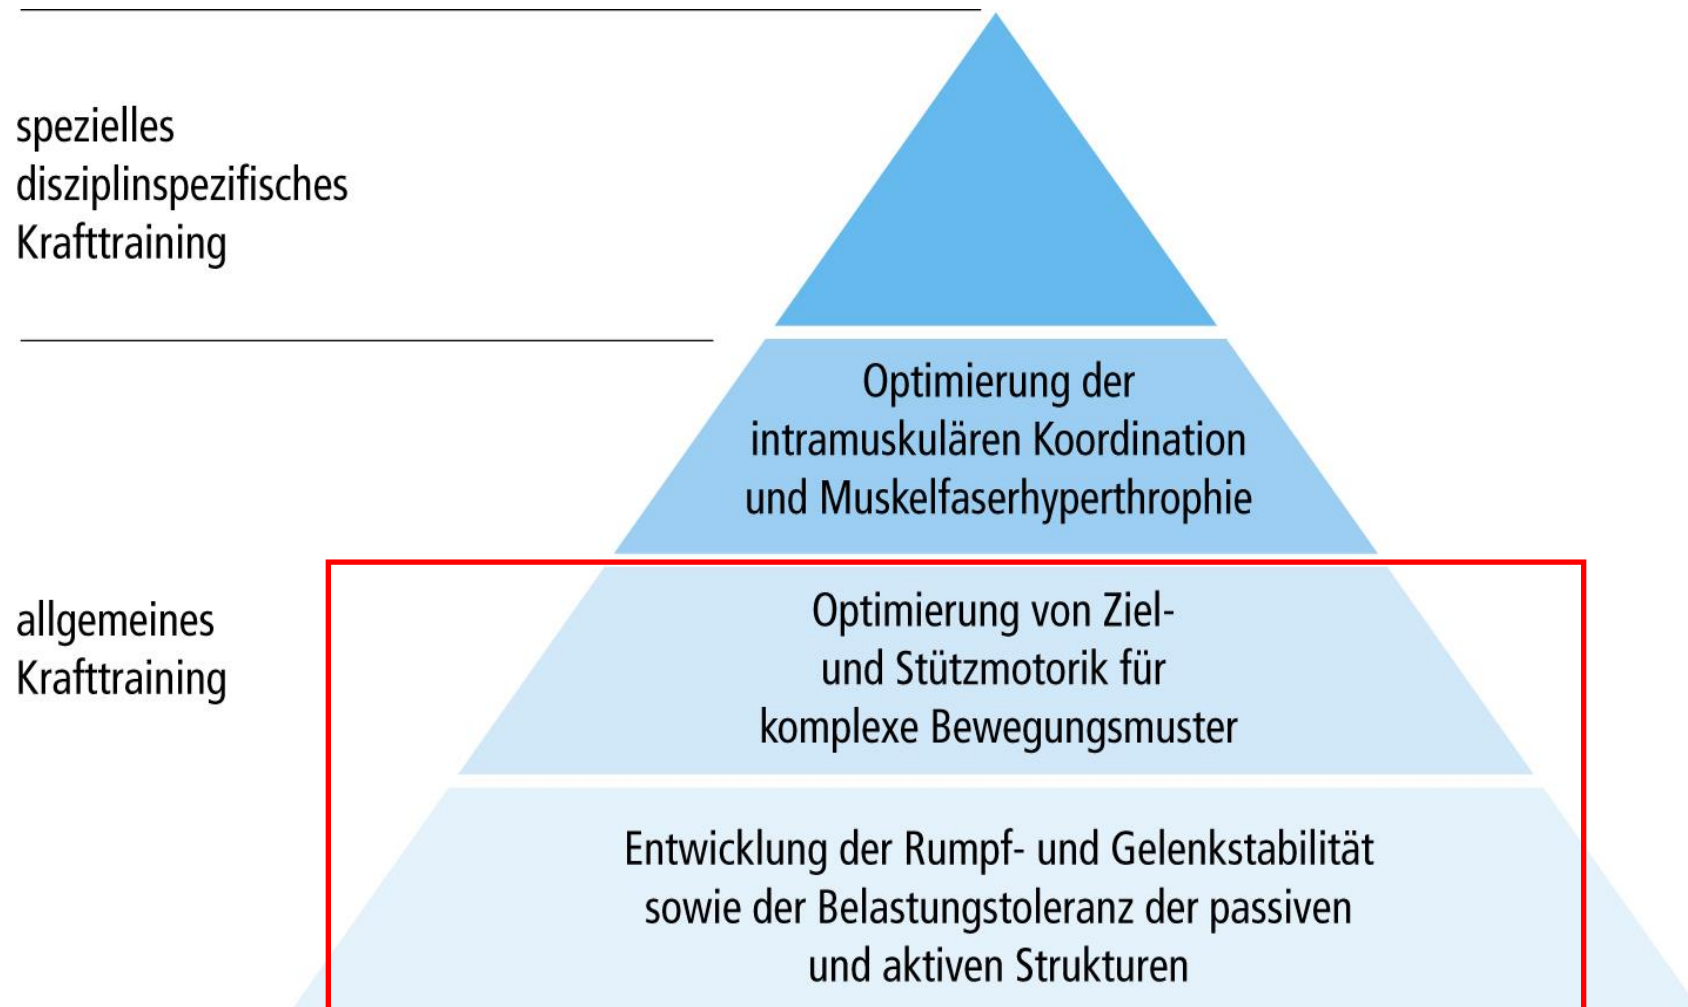 spezielles
disziplinspezifisches
Krafttraining
Optimierung der
intramuskulären Koordination
und Muskelfaserhyperthrophie
allgemeines
Krafttraining
Optimierung von Ziel-
und Stützmotorik für
komplexe Bewegungsmuster
Entwicklung der Rumpf- und Gelenkstabilität
sowie der Belastungstoleranz der passiven
und aktiven Strukturen